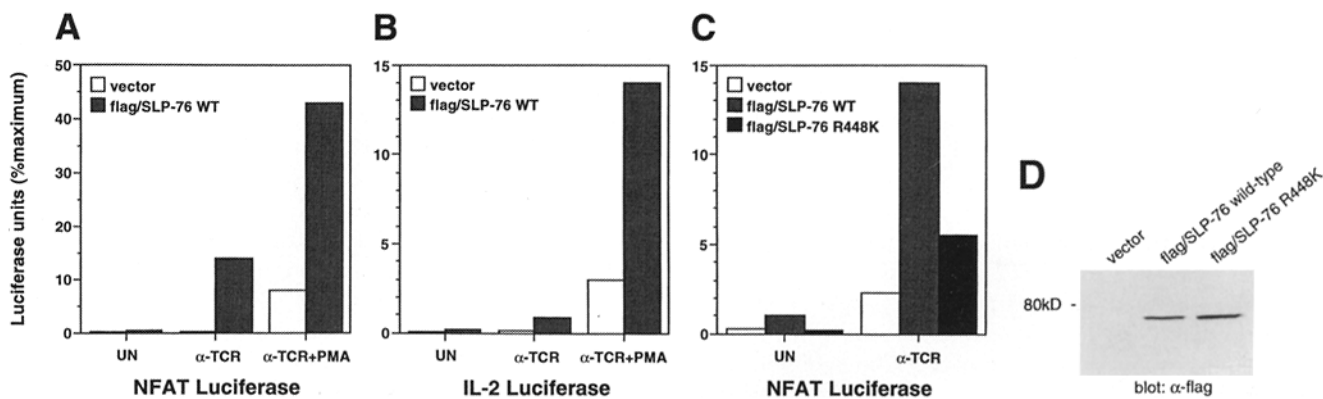 A
Luciferase units (%maximum)
50
40
30
20
10
0
vector
flag/SLP-76 WT
UN
α-TCR
α-TCR+PMA
NFAT Luciferase
B
15
10
5
0
vector
flag/SLP-76 WT
UN
α-TCR
α-TCR+PMA
IL-2 Luciferase
C
15
10
5
0
vector
flag/SLP-76 WT
flag/SLP-76 R448K
UN
α-TCR
NFAT Luciferase
D
vector
flag/SLP-76 wild-type
flag/SLP-76 R448K
80kD -
blot: α-flag